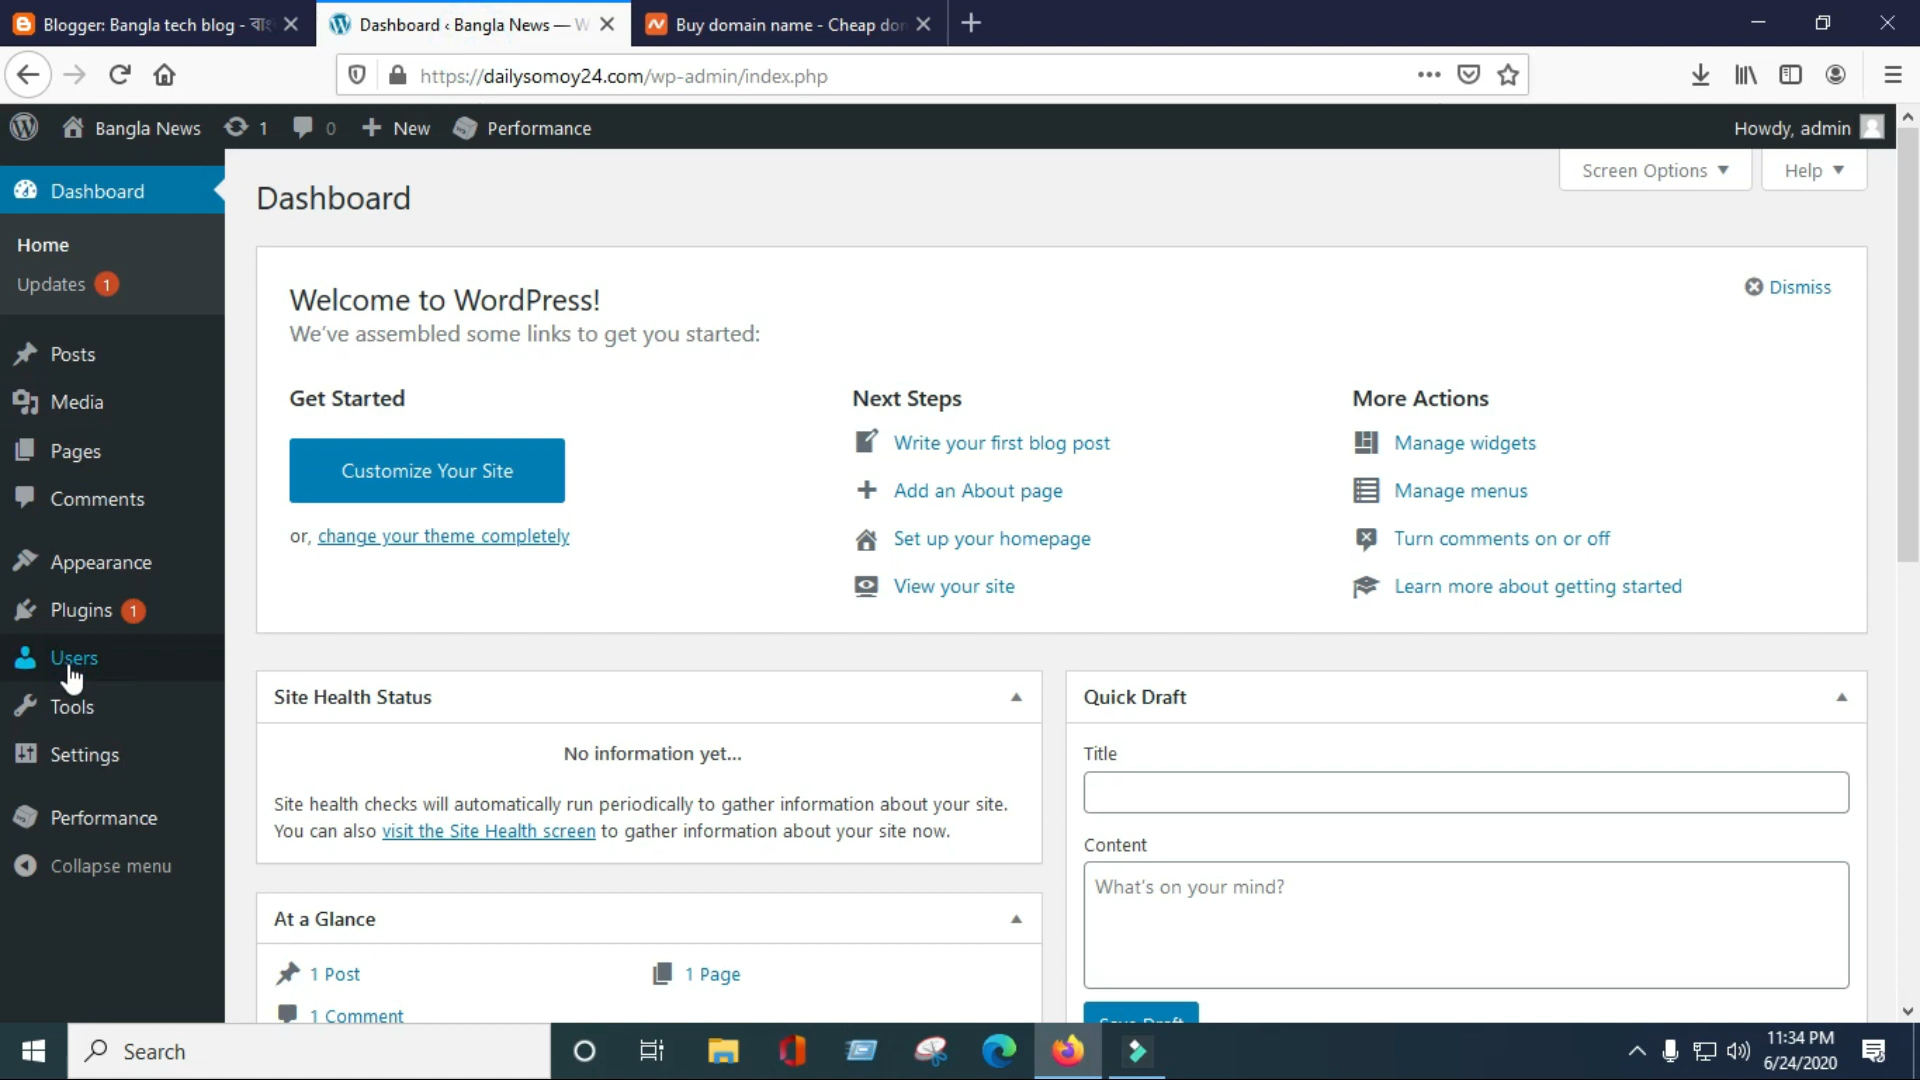 Blogger: Bangla tech blog - বাং
Dashboard ‹ Bangla News — W
Buy domain name - Cheap don
https://dailysomoy24.com/wp-admin/index.php
Bangla News
1
0
New
Performance
Howdy, admin
Dashboard
Home
Updates 1
Posts
Media
Pages
Comments
Appearance
Plugins 1
Users
Tools
Settings
Performance
Collapse menu
Screen Options
Help
Dashboard
Welcome to WordPress!
We've assembled some links to get you started:
Dismiss
Get Started
Customize Your Site
or, change your theme completely
Next Steps
Write your first blog post
Add an About page
Set up your homepage
View your site
More Actions
Manage widgets
Manage menus
Turn comments on or off
Learn more about getting started
Site Health Status
No information yet...
Site health checks will automatically run periodically to gather information about your site.
You can also visit the Site Health screen to gather information about your site now.
At a Glance
1 Post
1 Page
1 Comment
Quick Draft
Title
Content
What's on your mind?
Save Draft
Search
11:34 PM
6/24/2020